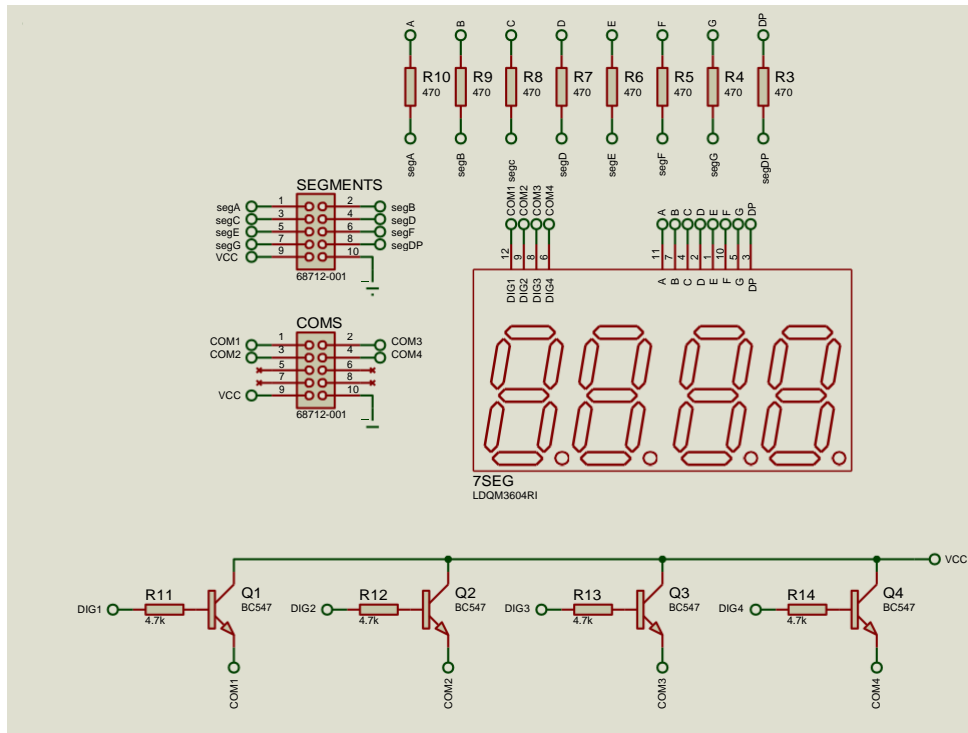 A B C D E F G DP
R10 R9 R8 R7 R6 R5 R4 R3
470 470 470 470 470 470 470 470
segA segB segc segD segE segF segG segDP
SEGMENTS
segA 1 2 segB
segC 3 4 segD
segE 5 6 segF
segG 7 8 segDP
VCC 9 10
68712-001
COMS
COM1 1 2 COM3
COM2 3 4 COM4
5 6
7 8
VCC 9 10
68712-001
COM1 COM2 COM3 COM4
12 9 8 6
DIG1 DIG2 DIG3 DIG4
A B C D E F G DP
11 7 4 2 1 10 5 3
A B C D E F G DP
7SEG
LDQM3604RI
VCC
DIG1 R11 Q1 DIG2 R12 Q2 DIG3 R13 Q3 DIG4 R14 Q4
4.7k BC547 4.7k BC547 4.7k BC547 4.7k BC547
COM1 COM2 COM3 COM4